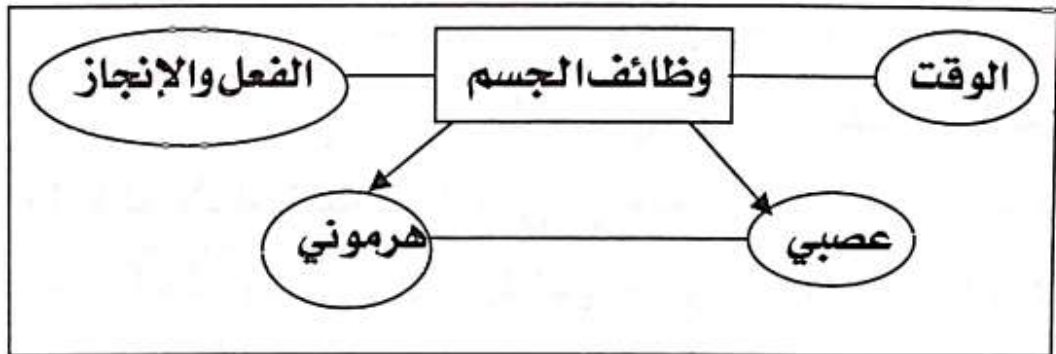 الوقت
وظائف الجسم
الفعل والإنجاز
عصبي
هرموني